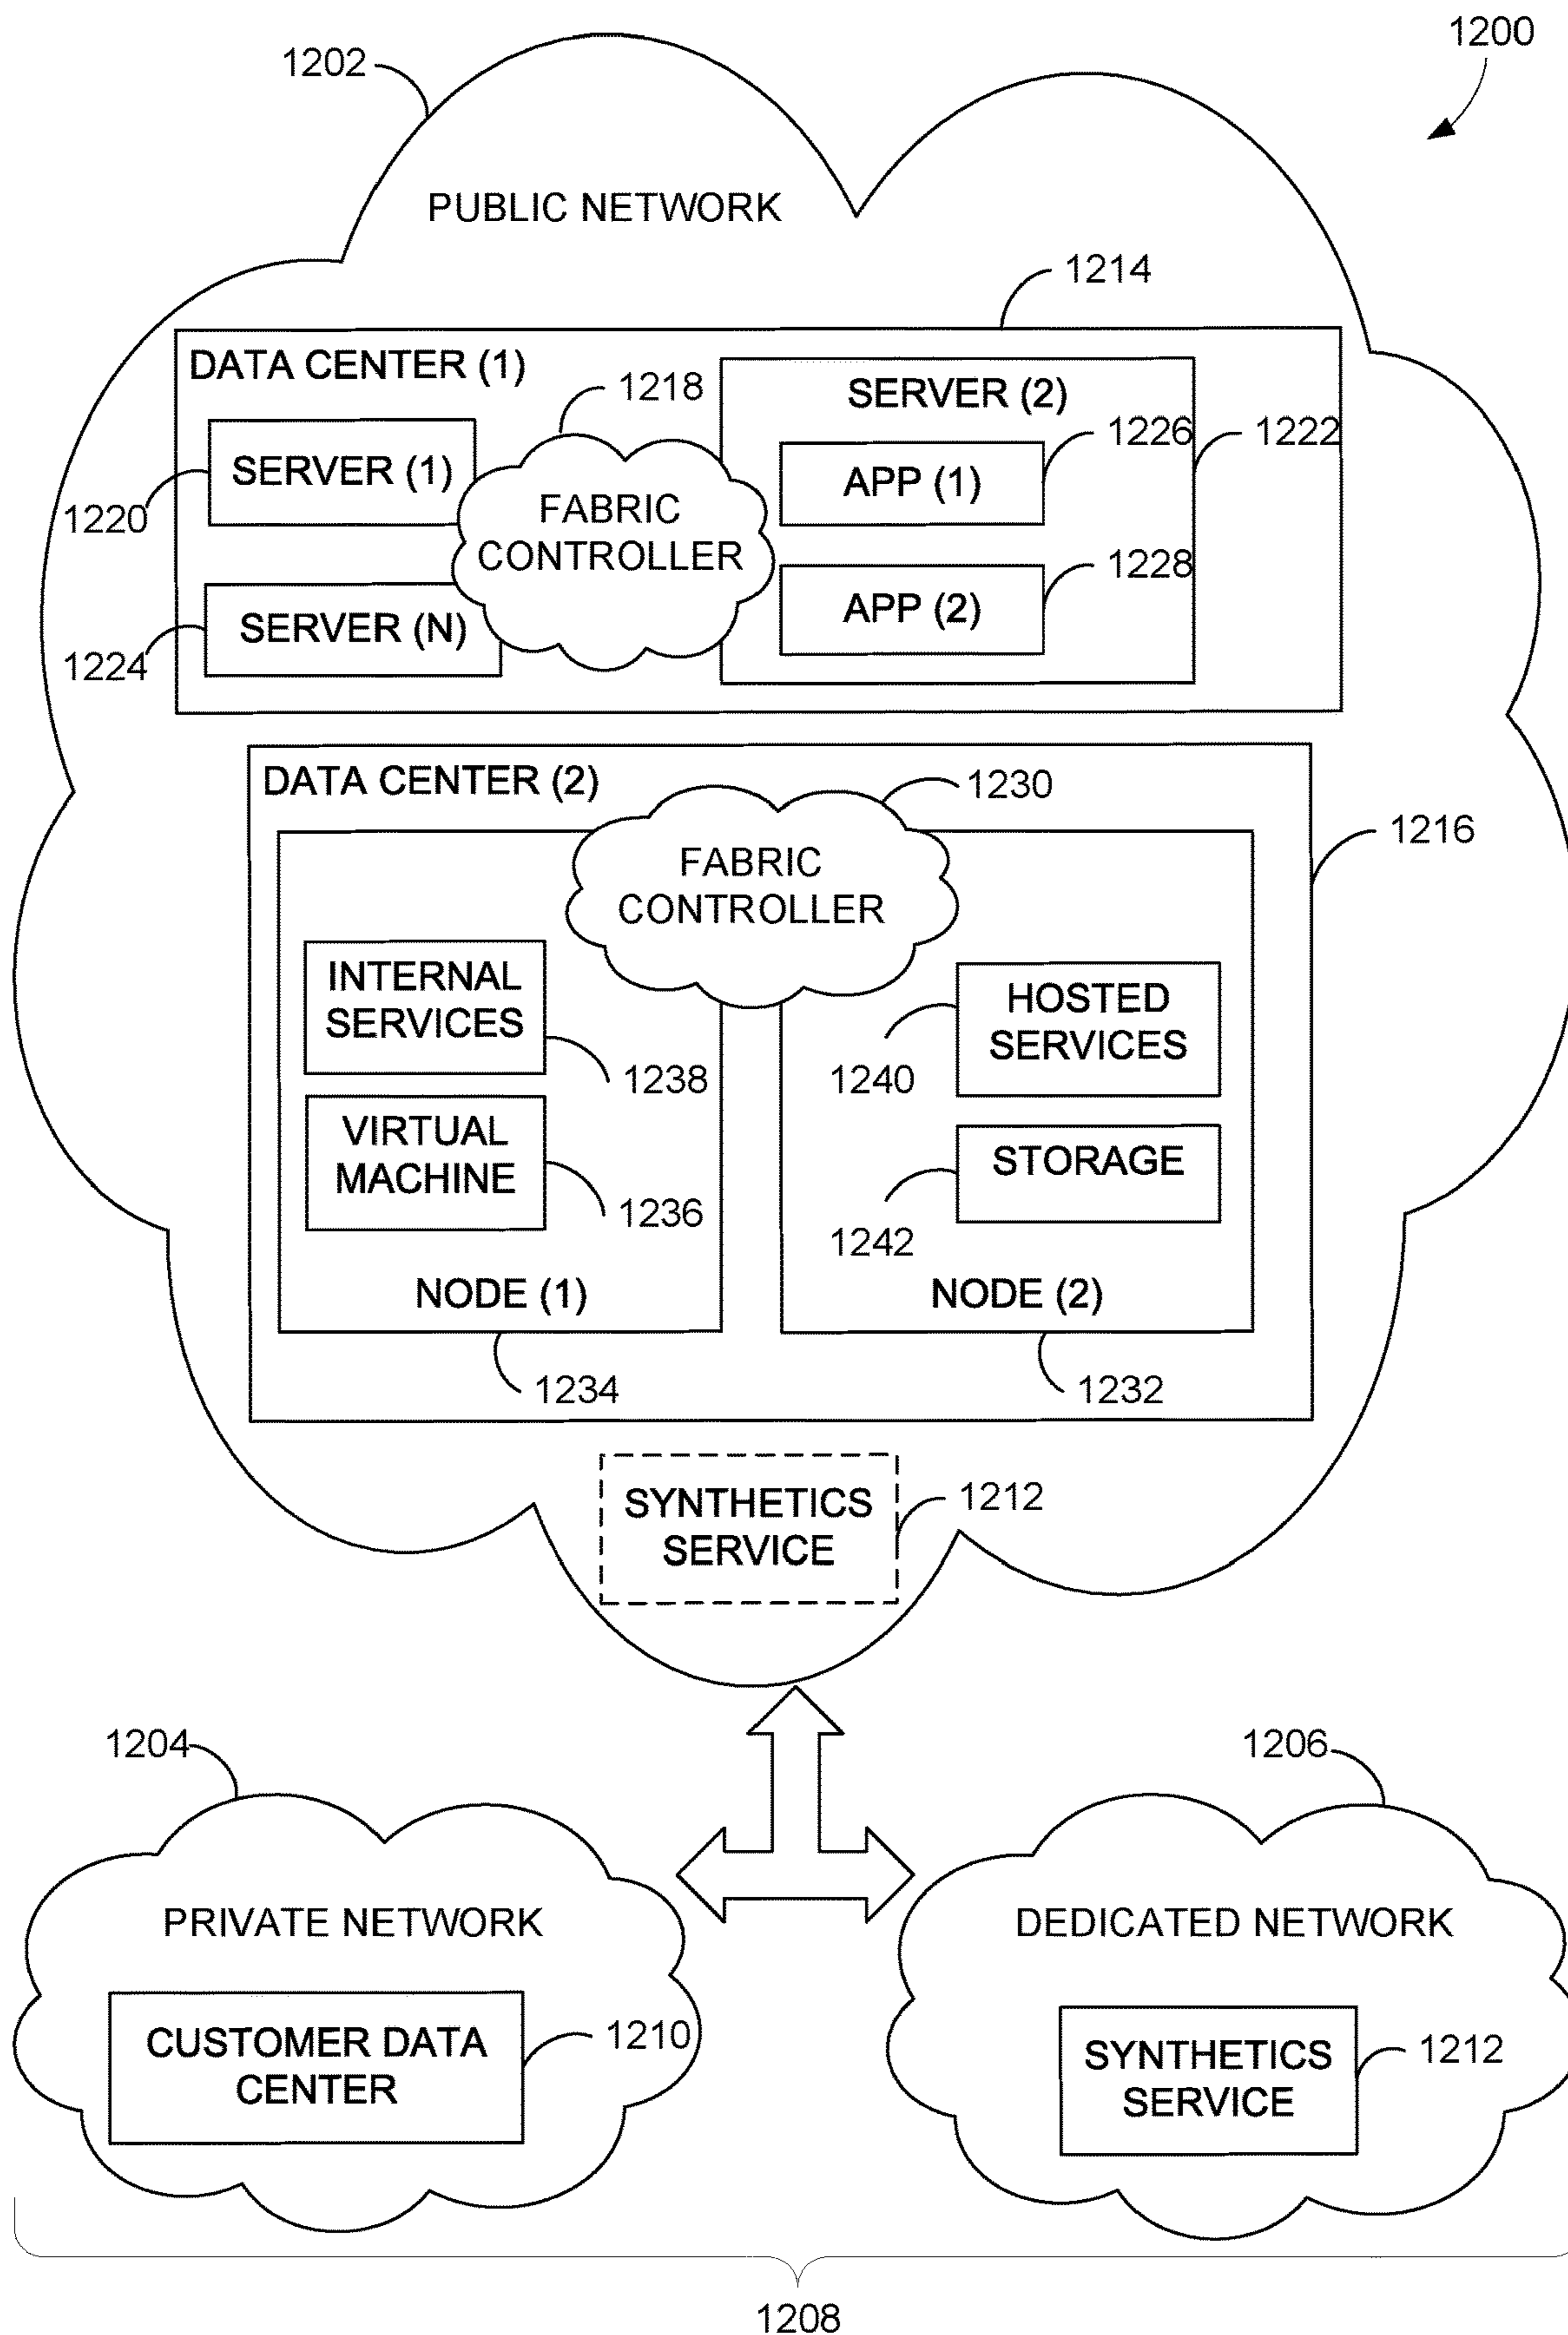 1200
1202
PUBLIC NETWORK
1214
DATA CENTER (1)
1218
SERVER (2)
1226
1222
SERVER (1)
APP (1)
1220
FABRIC
CONTROLLER
1228
APP (2)
SERVER (N)
1224
DATA CENTER (2)
1230
1216
FABRIC
CONTROLLER
INTERNAL
SERVICES
1238
HOSTED
SERVICES
1240
VIRTUAL
MACHINE
1236
STORAGE
1242
NODE (1)
NODE (2)
1234
1232
SYNTHETICS
SERVICE
1212
1204
1206
PRIVATE NETWORK
DEDICATED NETWORK
CUSTOMER DATA
CENTER
1210
SYNTHETICS
SERVICE
1212
1208